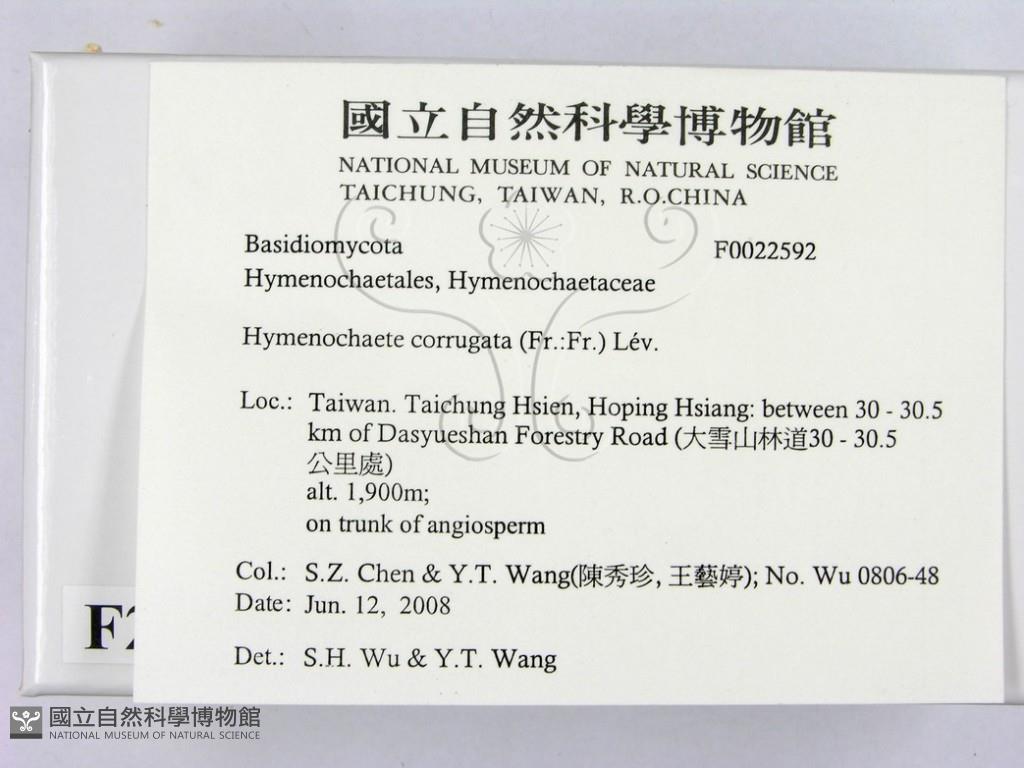 國立自然科學博物館
NATIONAL MUSEUM OF NATURAL SCIENCE
TAICHUNG, TAIWAN, R.O.CHINA
Basidiomycota F0022592
Hymenochaetales, Hymenochaetaceae
Hymenochaete corrugata (Fr.:Fr.) Lév.
Loc.: Taiwan. Taichung Hsien, Hoping Hsiang: between 30 - 30.5
km of Dasyueshan Forestry Road (大雪山林道30 - 30.5
公里處)
alt. 1,900m;
on trunk of angiosperm
Col.: S.Z. Chen & Y.T. Wang(陳秀珍, 王藝婷); No. Wu 0806-48
Date: Jun. 12, 2008
Det.: S.H. Wu & Y.T. Wang
國立自然科學博物館
NATIONAL MUSEUM OF NATURAL SCIENCE